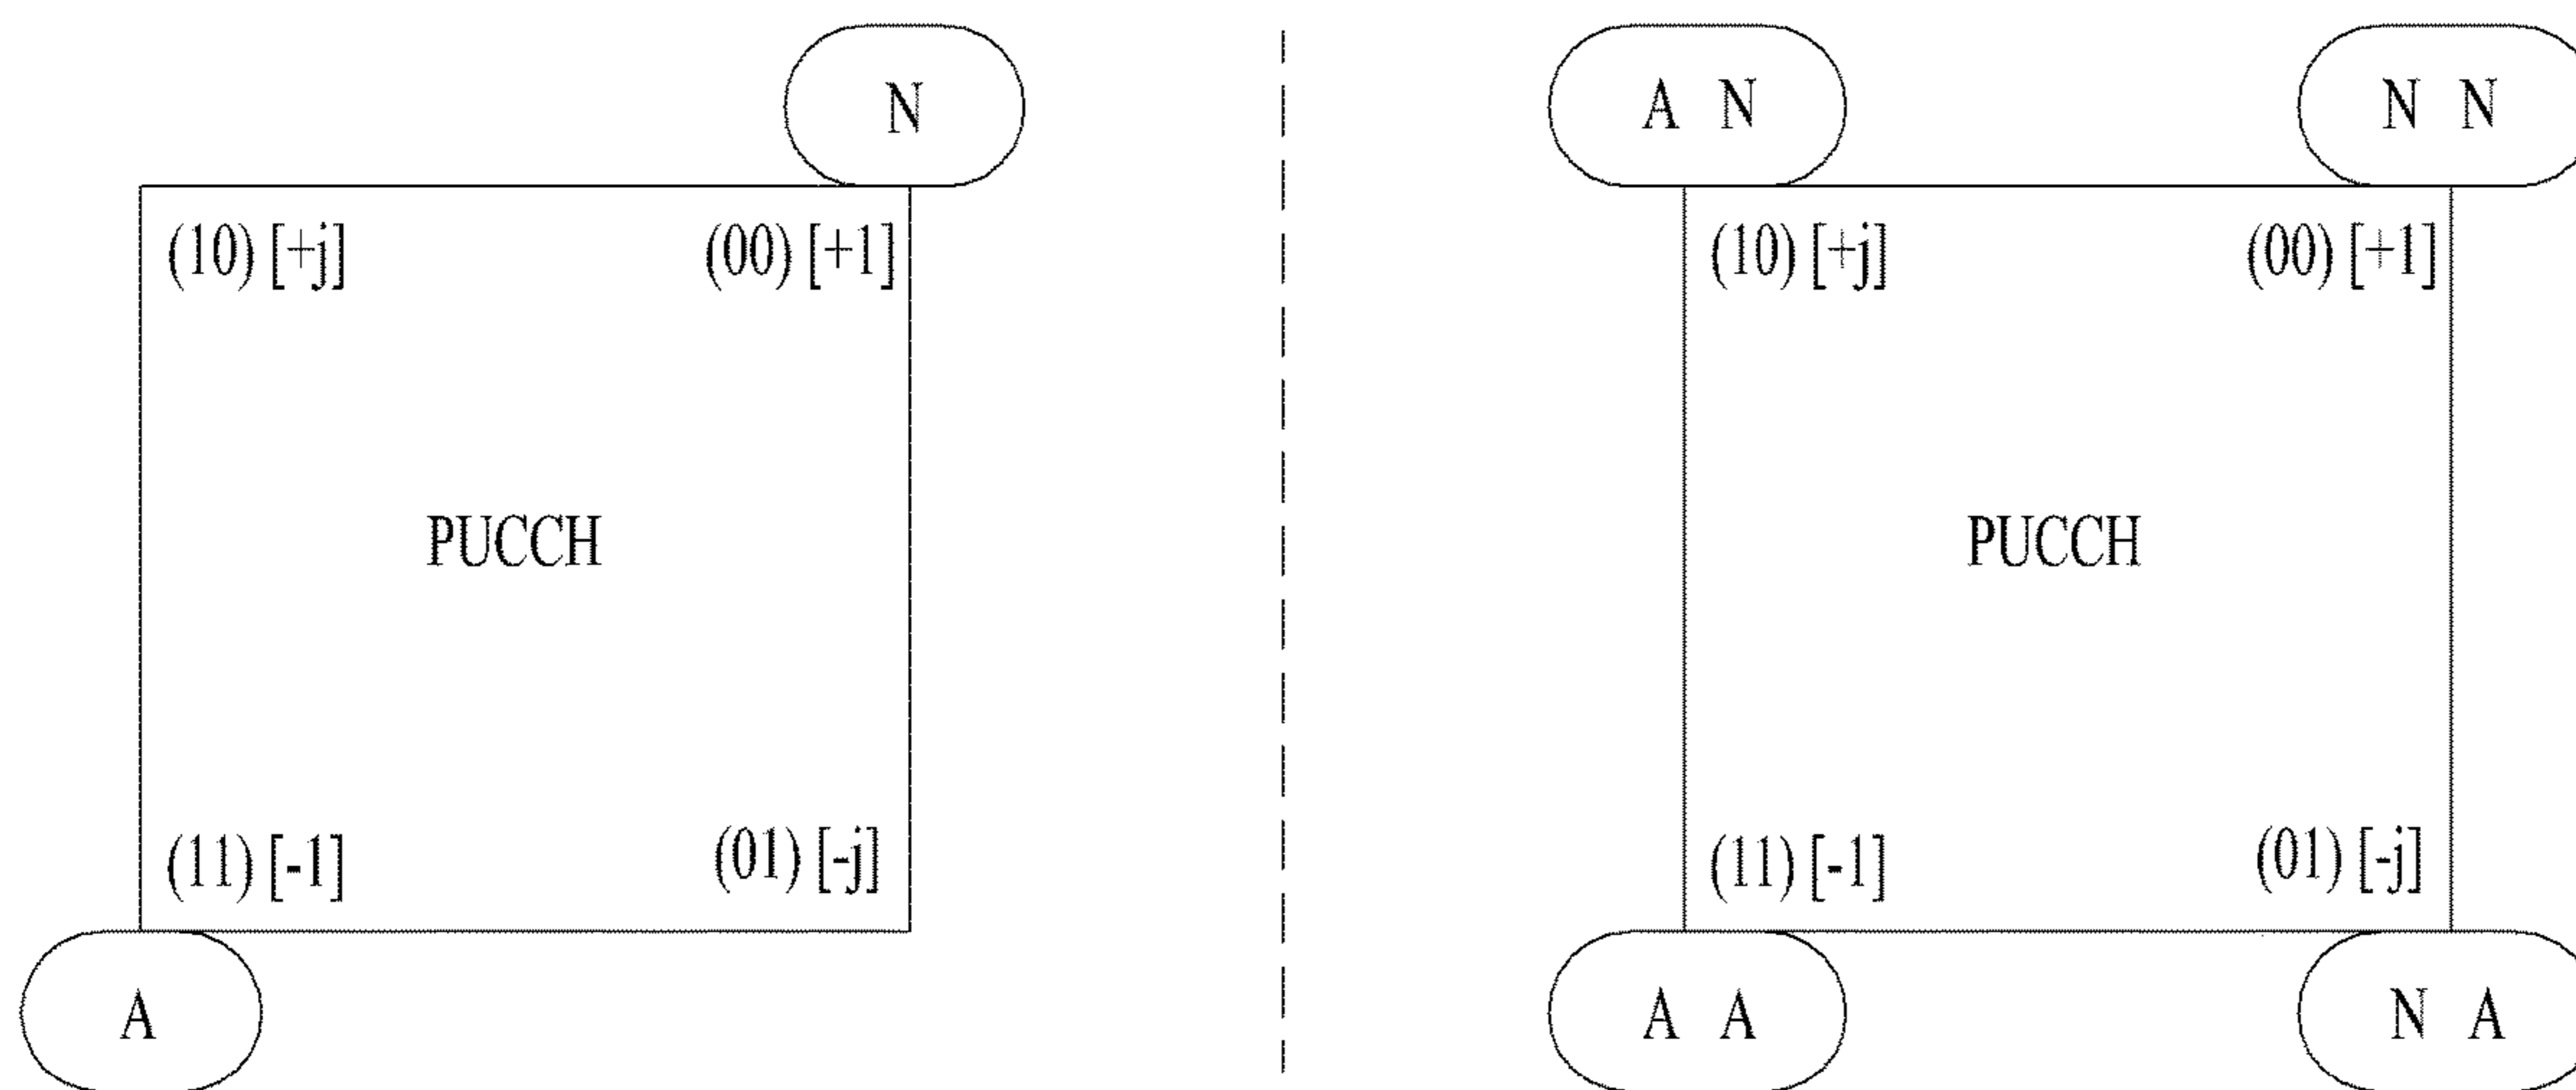 N
(10) [+j] (00) [+1]
PUCCH
(11) [-1] (01) [-j]
A
A N N N
(10) [+j] (00) [+1]
PUCCH
(11) [-1] (01) [-j]
A A N A